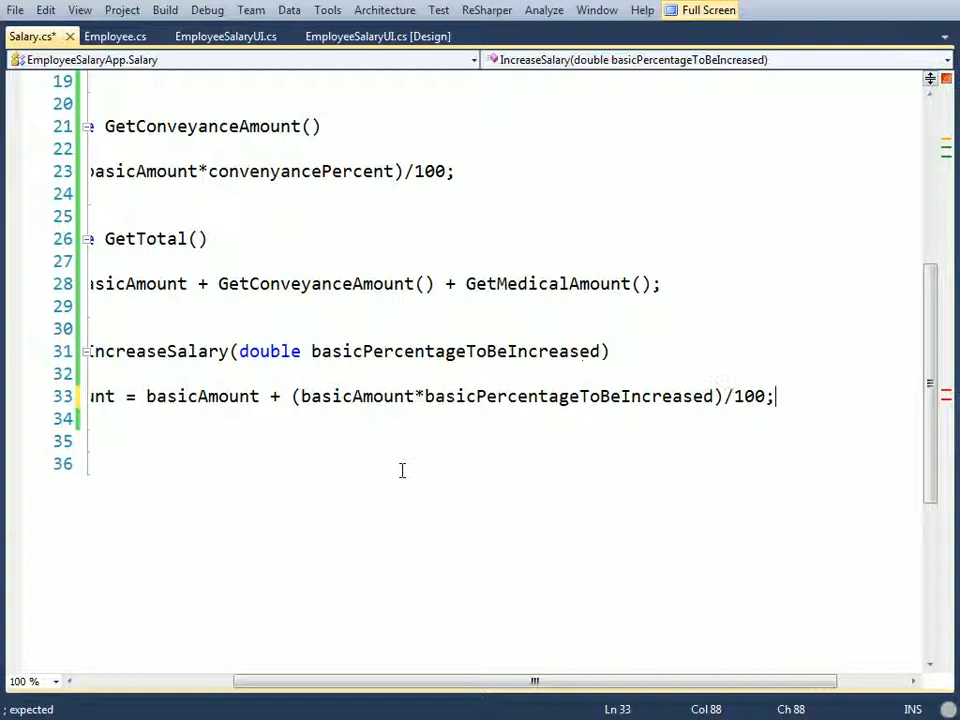 File Edit View Project Build Debug Team Data Tools Architecture Test ReSharper Analyze Window Help Full Screen
Salary.cs* Employee.cs EmployeeSalaryUI.cs EmployeeSalaryUI.cs [Design]
EmployeeSalaryApp.Salary IncreaseSalary(double basicPercentageToBeIncreased)
19
20
21 e GetConveyanceAmount()
22
23 basicAmount*convenyancePercent)/100;
24
25
26 e GetTotal()
27
28 asicAmount + GetConveyanceAmount() + GetMedicalAmount();
29
30
31 IncreaseSalary(double basicPercentageToBeIncreased)
32
33 unt = basicAmount + (basicAmount*basicPercentageToBeIncreased)/100;
34
35
36
100 %
; expected Ln 33 Col 88 Ch 88 INS